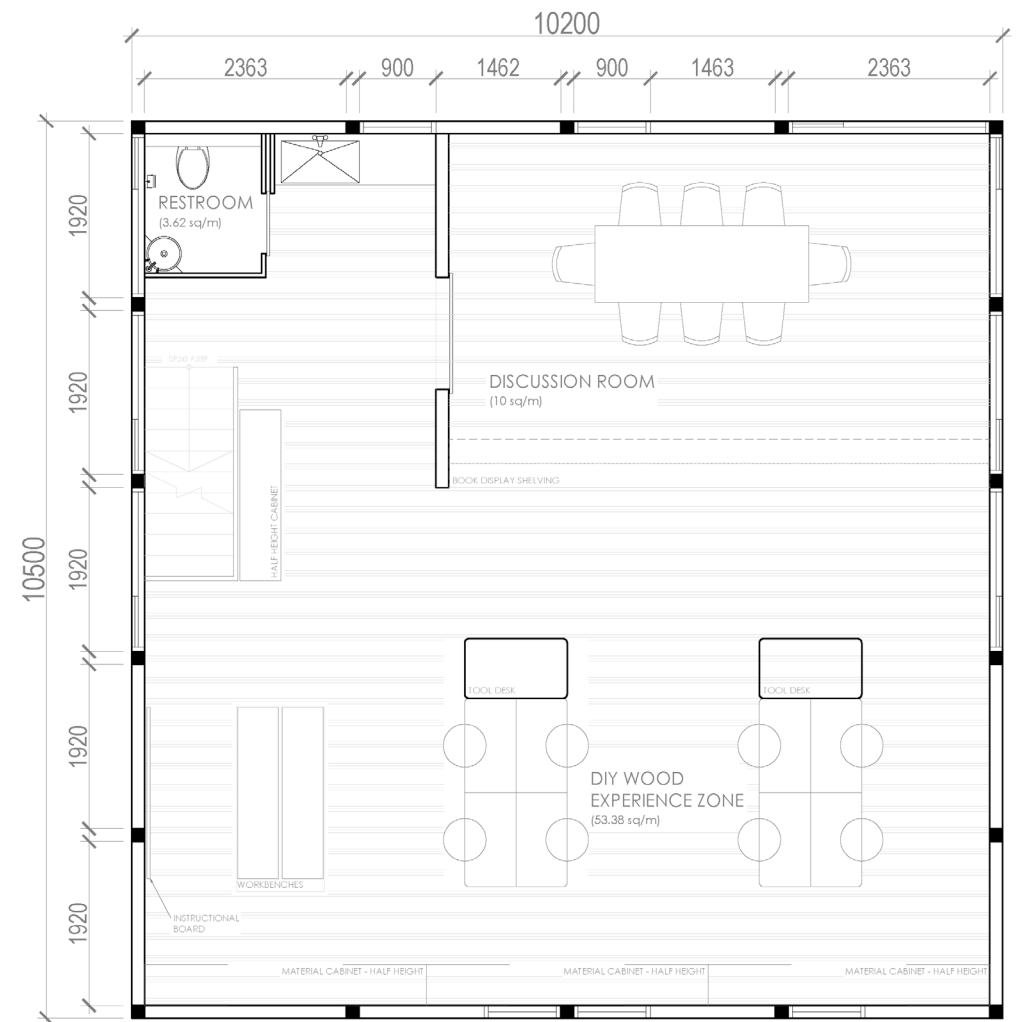 10200
2363
900
1462
900
1463
2363
1920
RESTROOM
(3.62 sq/m)
1920
DISCUSSION ROOM
(10 sq/m)
BOOK DISPLAY SHELVING
HALF HEIGHT CABINET
10500
1920
TOOL DESK
TOOL DESK
1920
DIY WOOD
EXPERIENCE ZONE
(53.38 sq/m)
WORKBENCHES
1920
INSTRUCTIONAL
BOARD
MATERIAL CABINET - HALF HEIGHT
MATERIAL CABINET - HALF HEIGHT
MATERIAL CABINET - HALF HEIGHT